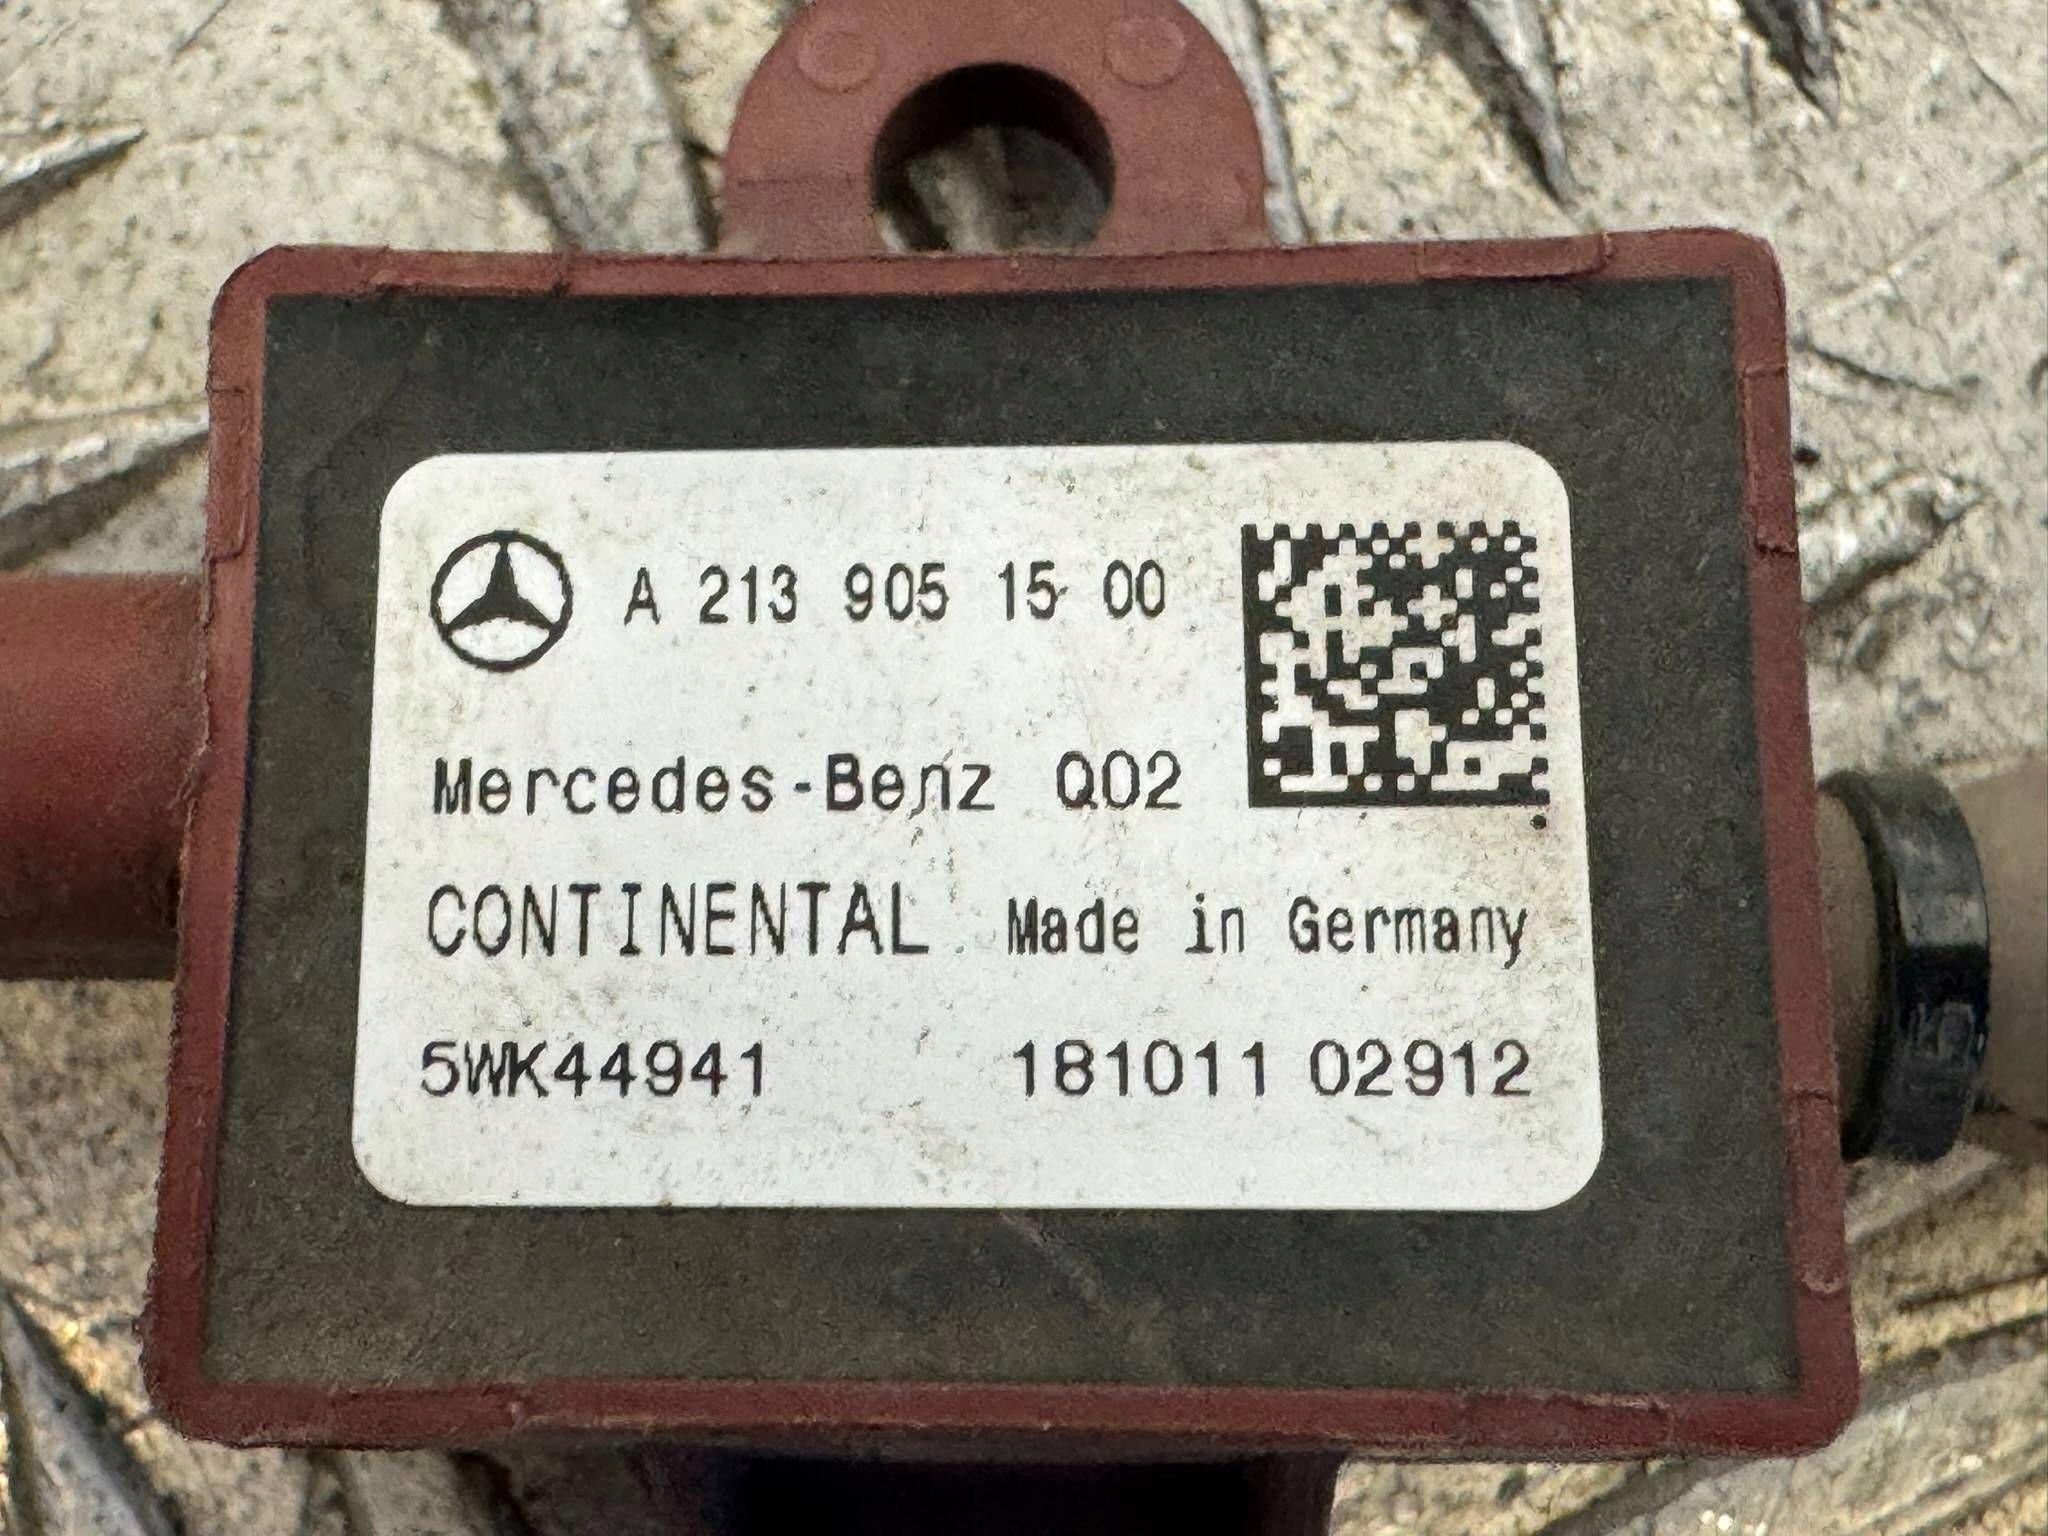 A 213 905 15 00
Mercedes-Benz Q02
CONTINENTAL Made in Germany
5WK44941 181011 02912